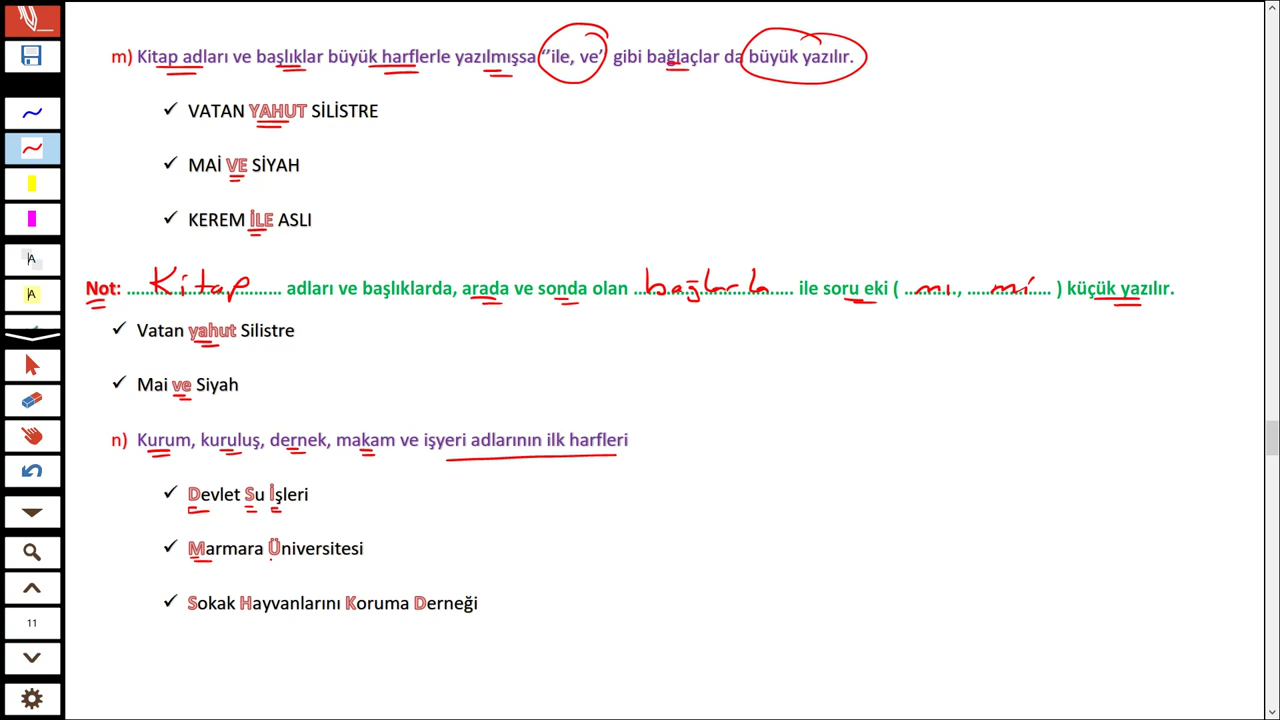 m) Kitap adları ve başlıklar büyük harflerle yazılmışsa ‘’ile, ve’ gibi bağlaçlar da büyük yazılır.
✓ VATAN YAHUT SİLİSTRE
✓ MAİ VE SİYAH
✓ KEREM İLE ASLI
Not: Kitap adları ve başlıklarda, arada ve sonda olan bağlarla ile soru eki ( mı, mi ) küçük yazılır.
✓ Vatan yahut Silistre
✓ Mai ve Siyah
n) Kurum, kuruluş, dernek, makam ve işyeri adlarının ilk harfleri
✓ Devlet Su İşleri
✓ Marmara Üniversitesi
✓ Sokak Hayvanlarını Koruma Derneği
A
A
11